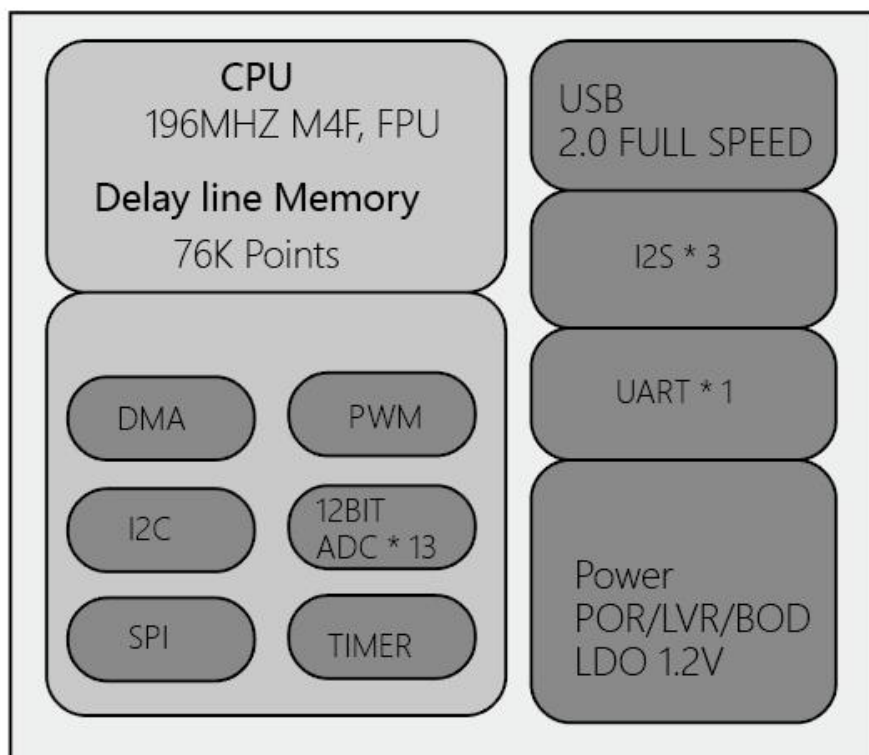 CPU
196MHZ M4F, FPU
Delay line Memory
76K Points
DMA
PWM
I2C
12BIT
ADC * 13
SPI
TIMER
USB
2.0 FULL SPEED
I2S * 3
UART * 1
Power
POR/LVR/BOD
LDO 1.2V